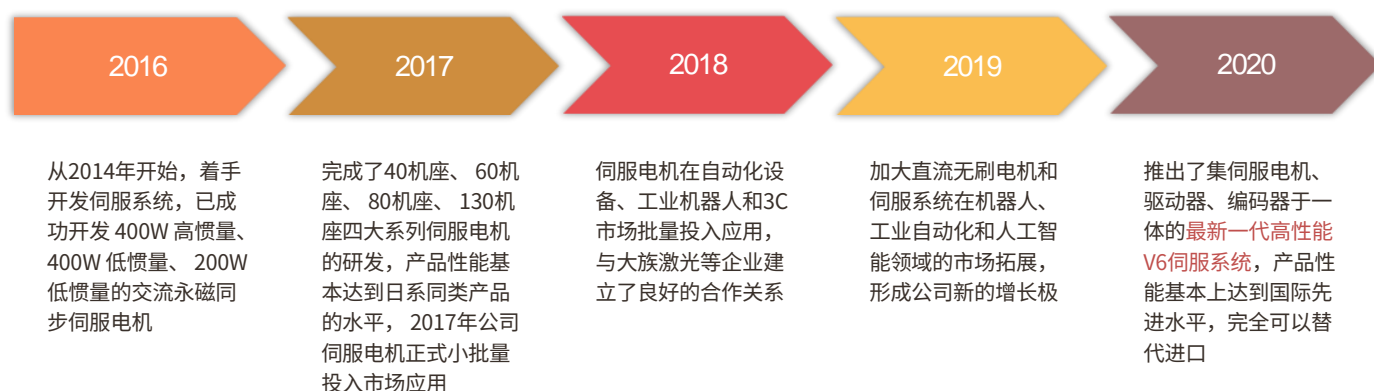 2016
2017
2018
2019
2020
从2014年开始，着手
开发伺服系统，已成
功开发 400W 高惯量、
400W 低惯量、 200W
低惯量的交流永磁同
步伺服电机
完成了40机座、 60机
座、 80机座、 130机
座四大系列伺服电机
的研发，产品性能基
本达到日系同类产品
的水平， 2017年公司
伺服电机正式小批量
投入市场应用
伺服电机在自动化设
备、工业机器人和3C
市场批量投入应用，
与大族激光等企业建
立了良好的合作关系
加大直流无刷电机和
伺服系统在机器人、
工业自动化和人工智
能领域的市场拓展，
形成公司新的增长极
推出了集伺服电机、
驱动器、编码器于一
体的最新一代高性能
V6伺服系统，产品性
能基本上达到国际先
进水平，完全可以替
代进口